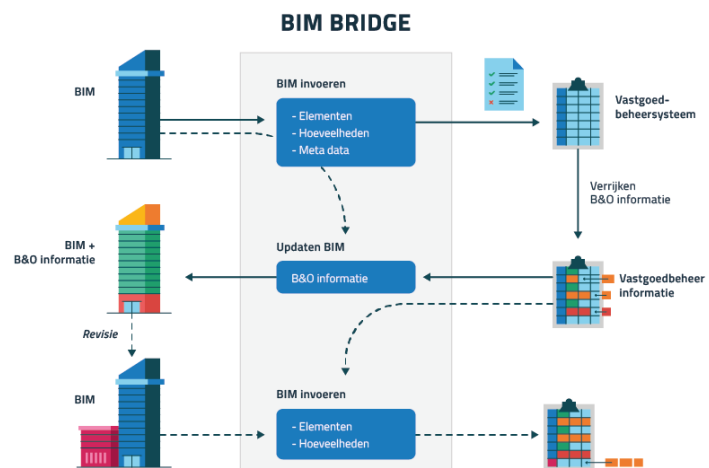 BIM BRIDGE
BIM
BIM invoeren
- Elementen
- Hoeveelheden
- Meta data
Vastgoed-
beheersysteem
Verrijken
B&O informatie
BIM +
B&O informatie
Updaten BIM
B&O informatie
Vastgoedbeheer
informatie
Revisie
BIM
BIM invoeren
- Elementen
- Hoeveelheden